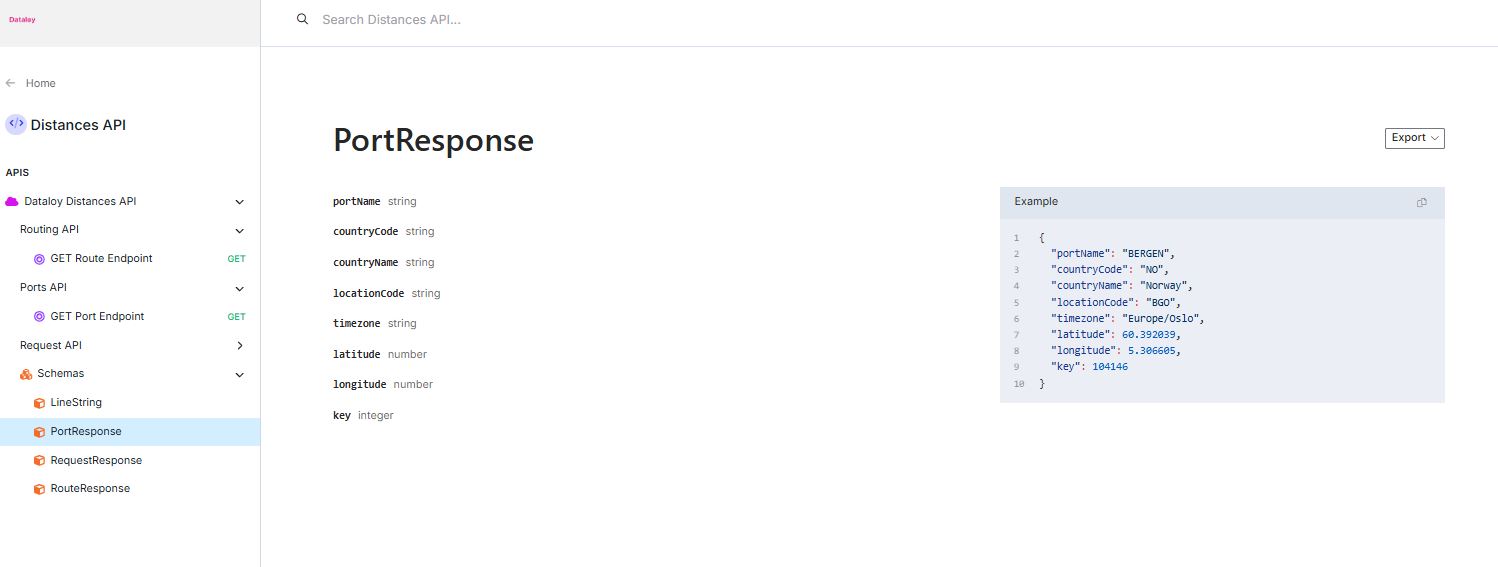 Dataloy
Search Distances API...
Home
</> Distances API
APIS
Dataloy Distances API
Routing API
GET Route Endpoint GET
Ports API
GET Port Endpoint GET
Request API
Schemas
LineString
PortResponse
RequestResponse
RouteResponse
PortResponse
Export
portName string
countryCode string
countryName string
locationCode string
timezone string
latitude number
longitude number
key integer
Example
1 {
2 "portName": "BERGEN",
3 "countryCode": "NO",
4 "countryName": "Norway",
5 "locationCode": "BGO",
6 "timezone": "Europe/Oslo",
7 "latitude": 60.392039,
8 "longitude": 5.306605,
9 "key": 104146
10 }